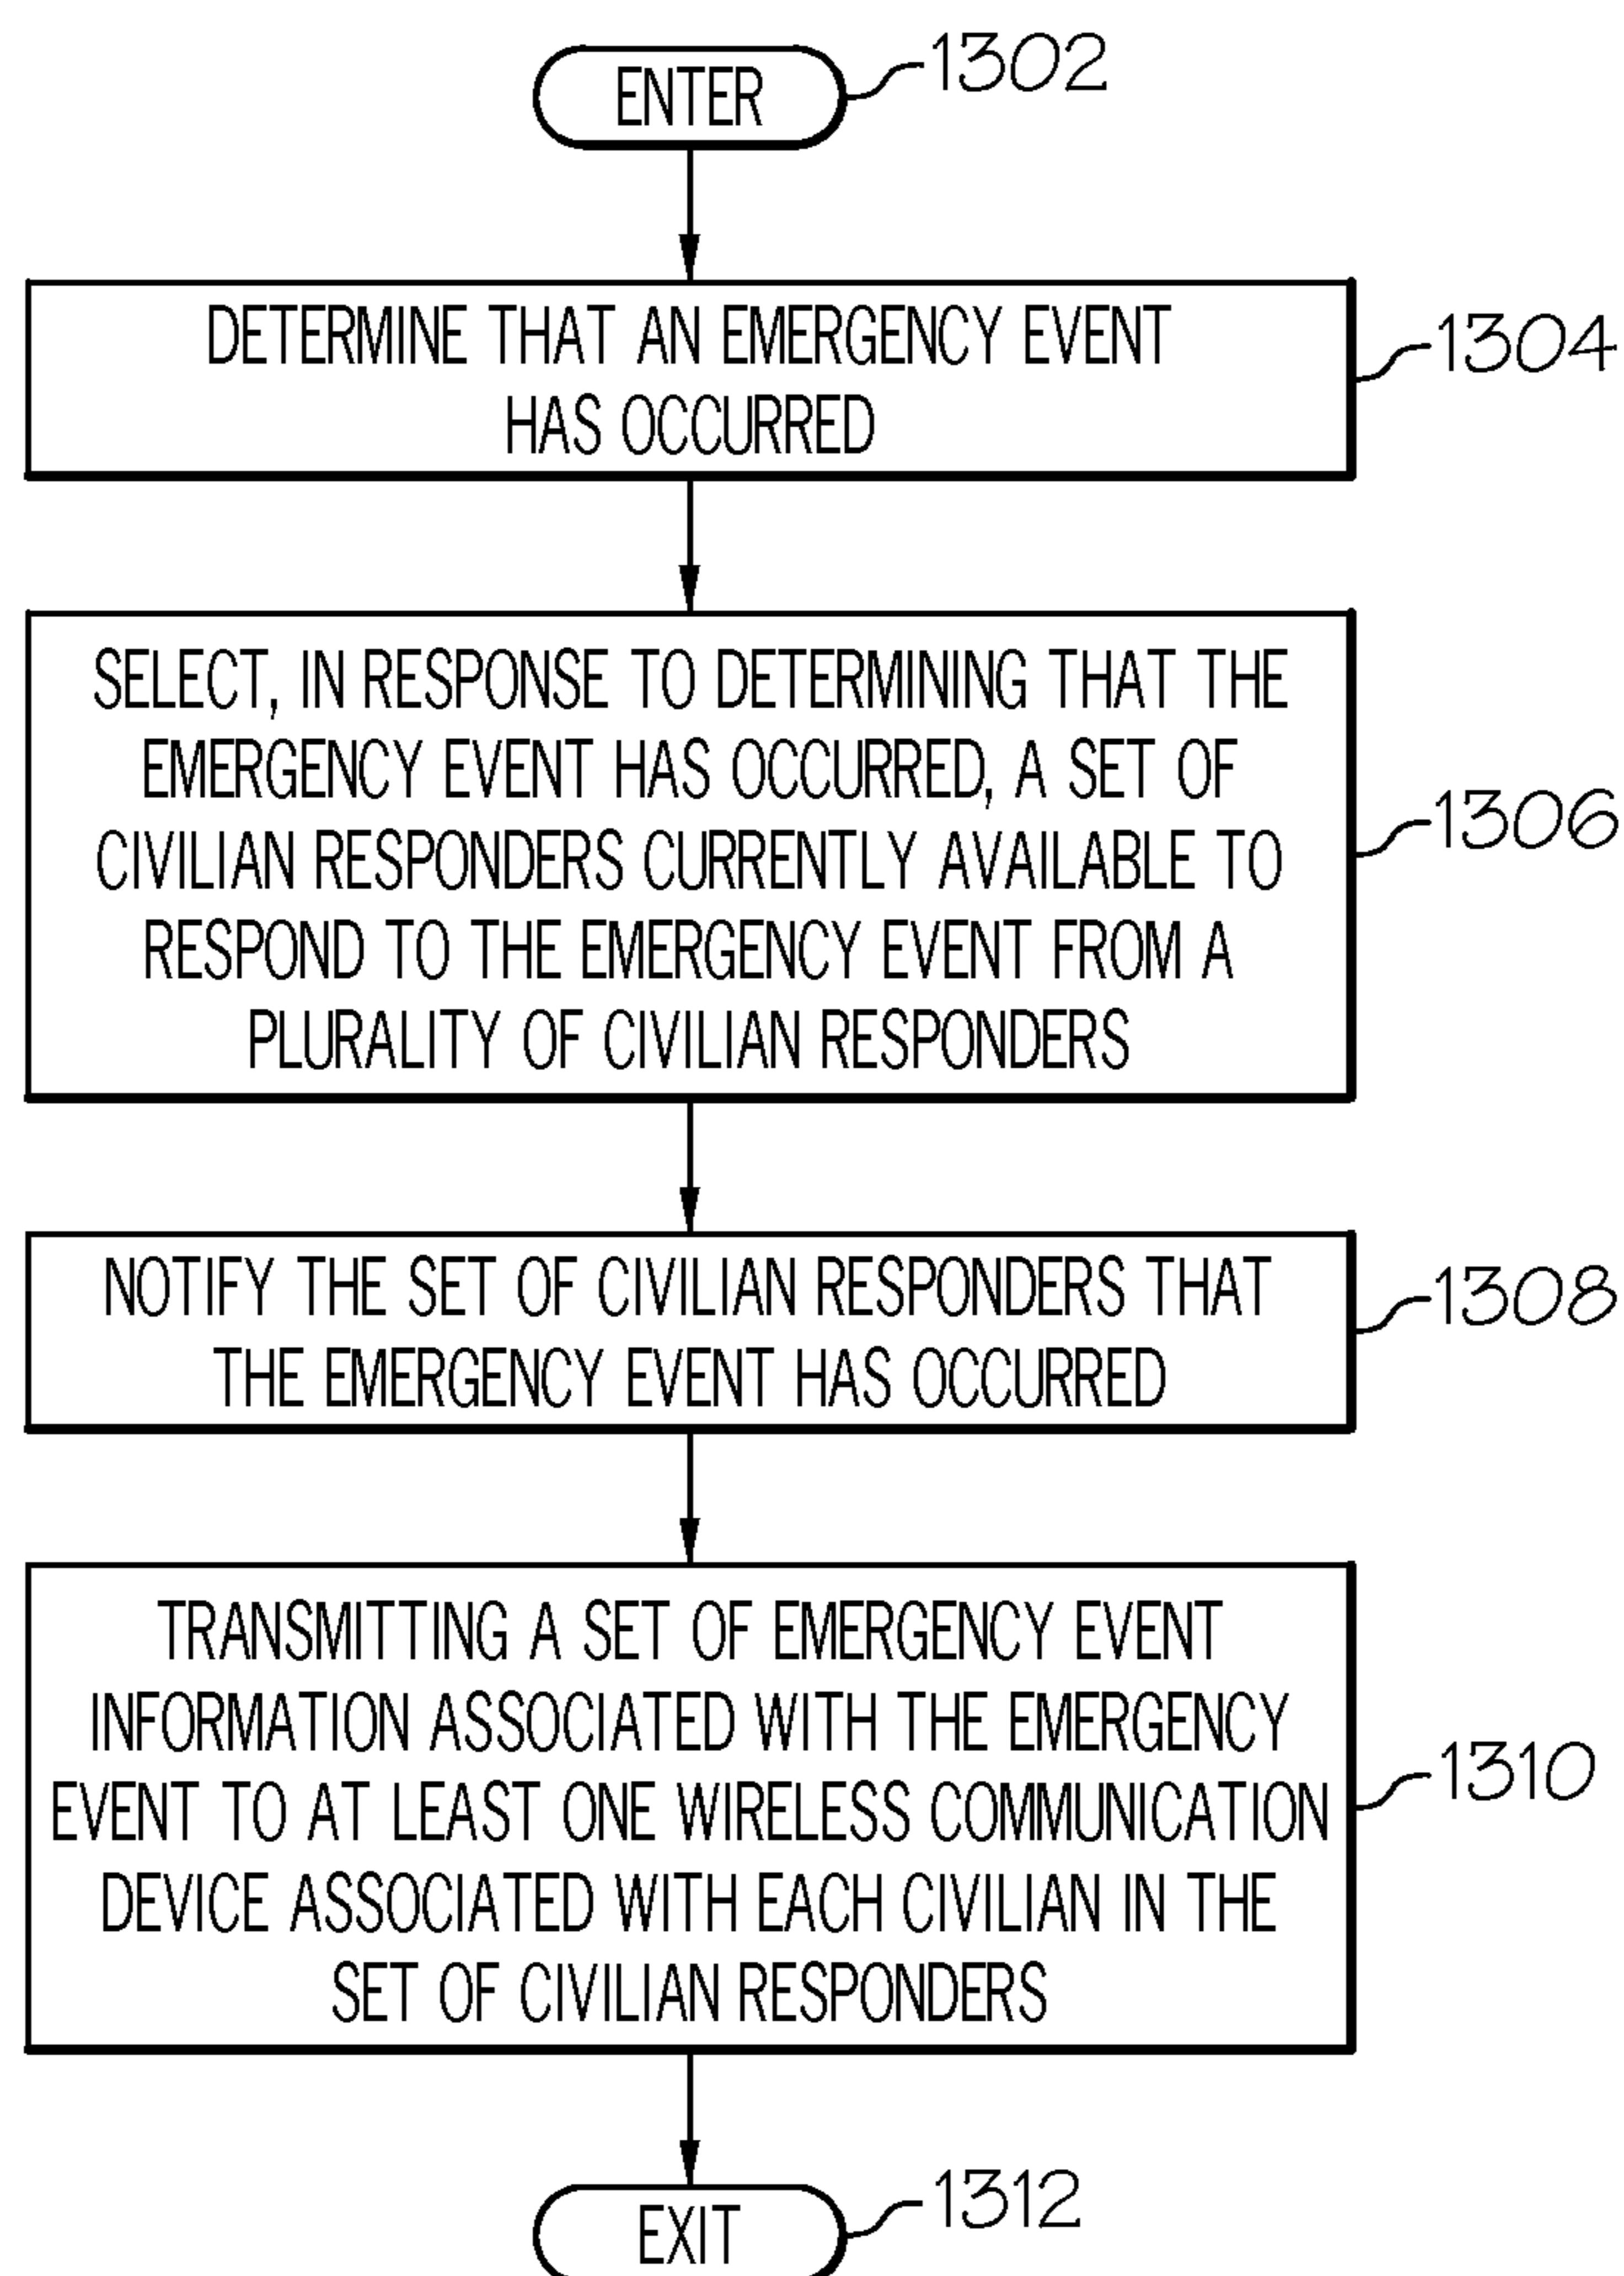 ENTER
1302
DETERMINE THAT AN EMERGENCY EVENT
HAS OCCURRED
1304
SELECT, IN RESPONSE TO DETERMINING THAT THE
EMERGENCY EVENT HAS OCCURRED, A SET OF
CIVILIAN RESPONDERS CURRENTLY AVAILABLE TO
RESPOND TO THE EMERGENCY EVENT FROM A
PLURALITY OF CIVILIAN RESPONDERS
1306
NOTIFY THE SET OF CIVILIAN RESPONDERS THAT
THE EMERGENCY EVENT HAS OCCURRED
1308
TRANSMITTING A SET OF EMERGENCY EVENT
INFORMATION ASSOCIATED WITH THE EMERGENCY
EVENT TO AT LEAST ONE WIRELESS COMMUNICATION
DEVICE ASSOCIATED WITH EACH CIVILIAN IN THE
SET OF CIVILIAN RESPONDERS
1310
EXIT
1312